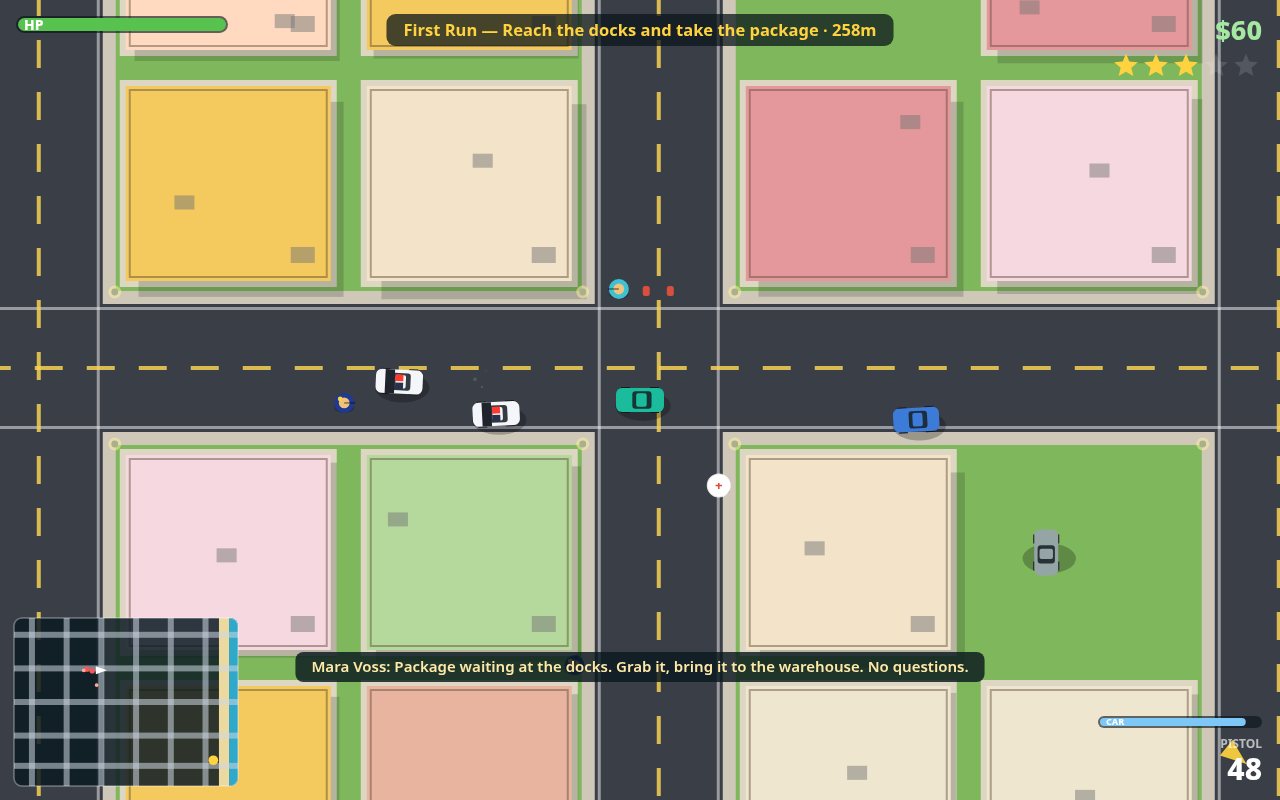 HP
First Run — Reach the docks and take the package · 258m
$60
Mara Voss: Package waiting at the docks. Grab it, bring it to the warehouse. No questions.
CAR
PISTOL
48